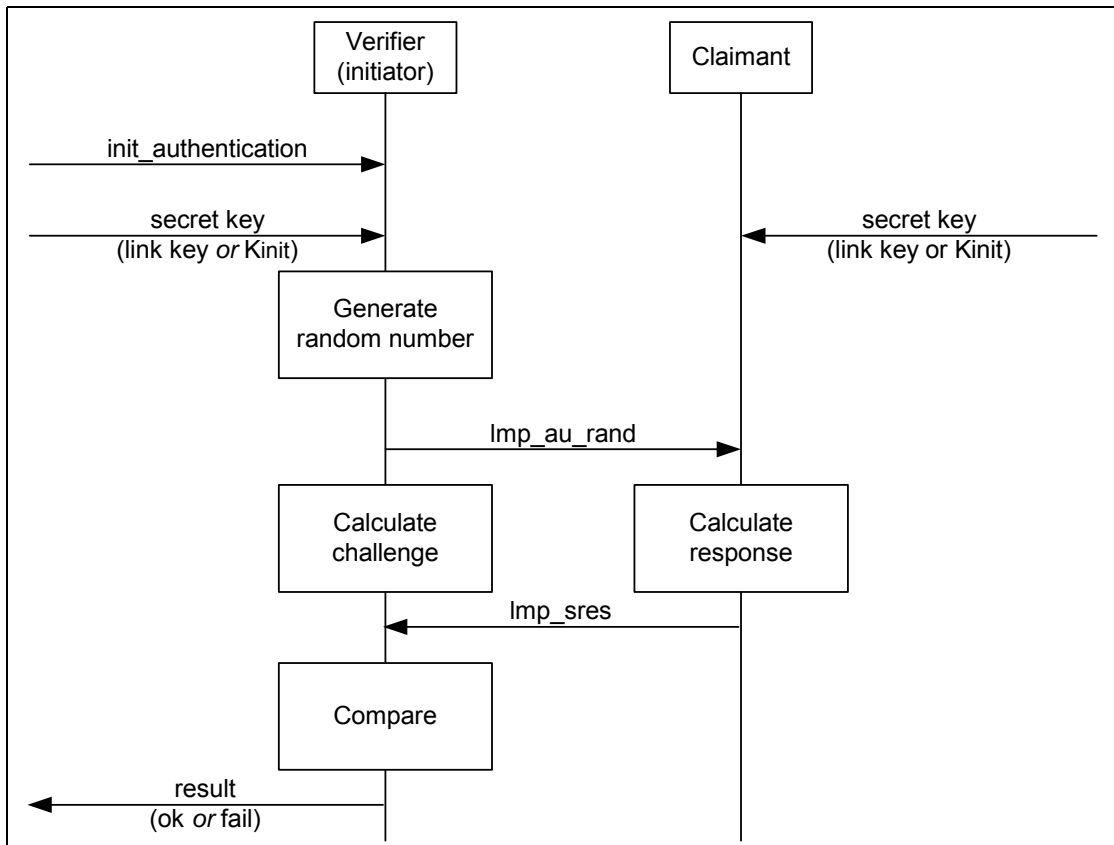 Verifier
(initiator)
Claimant
init_authentication
secret key
(link key or Kinit)
secret key
(link key or Kinit)
Generate
random number
lmp_au_rand
Calculate
challenge
Calculate
response
lmp_sres
Compare
result
(ok or fail)